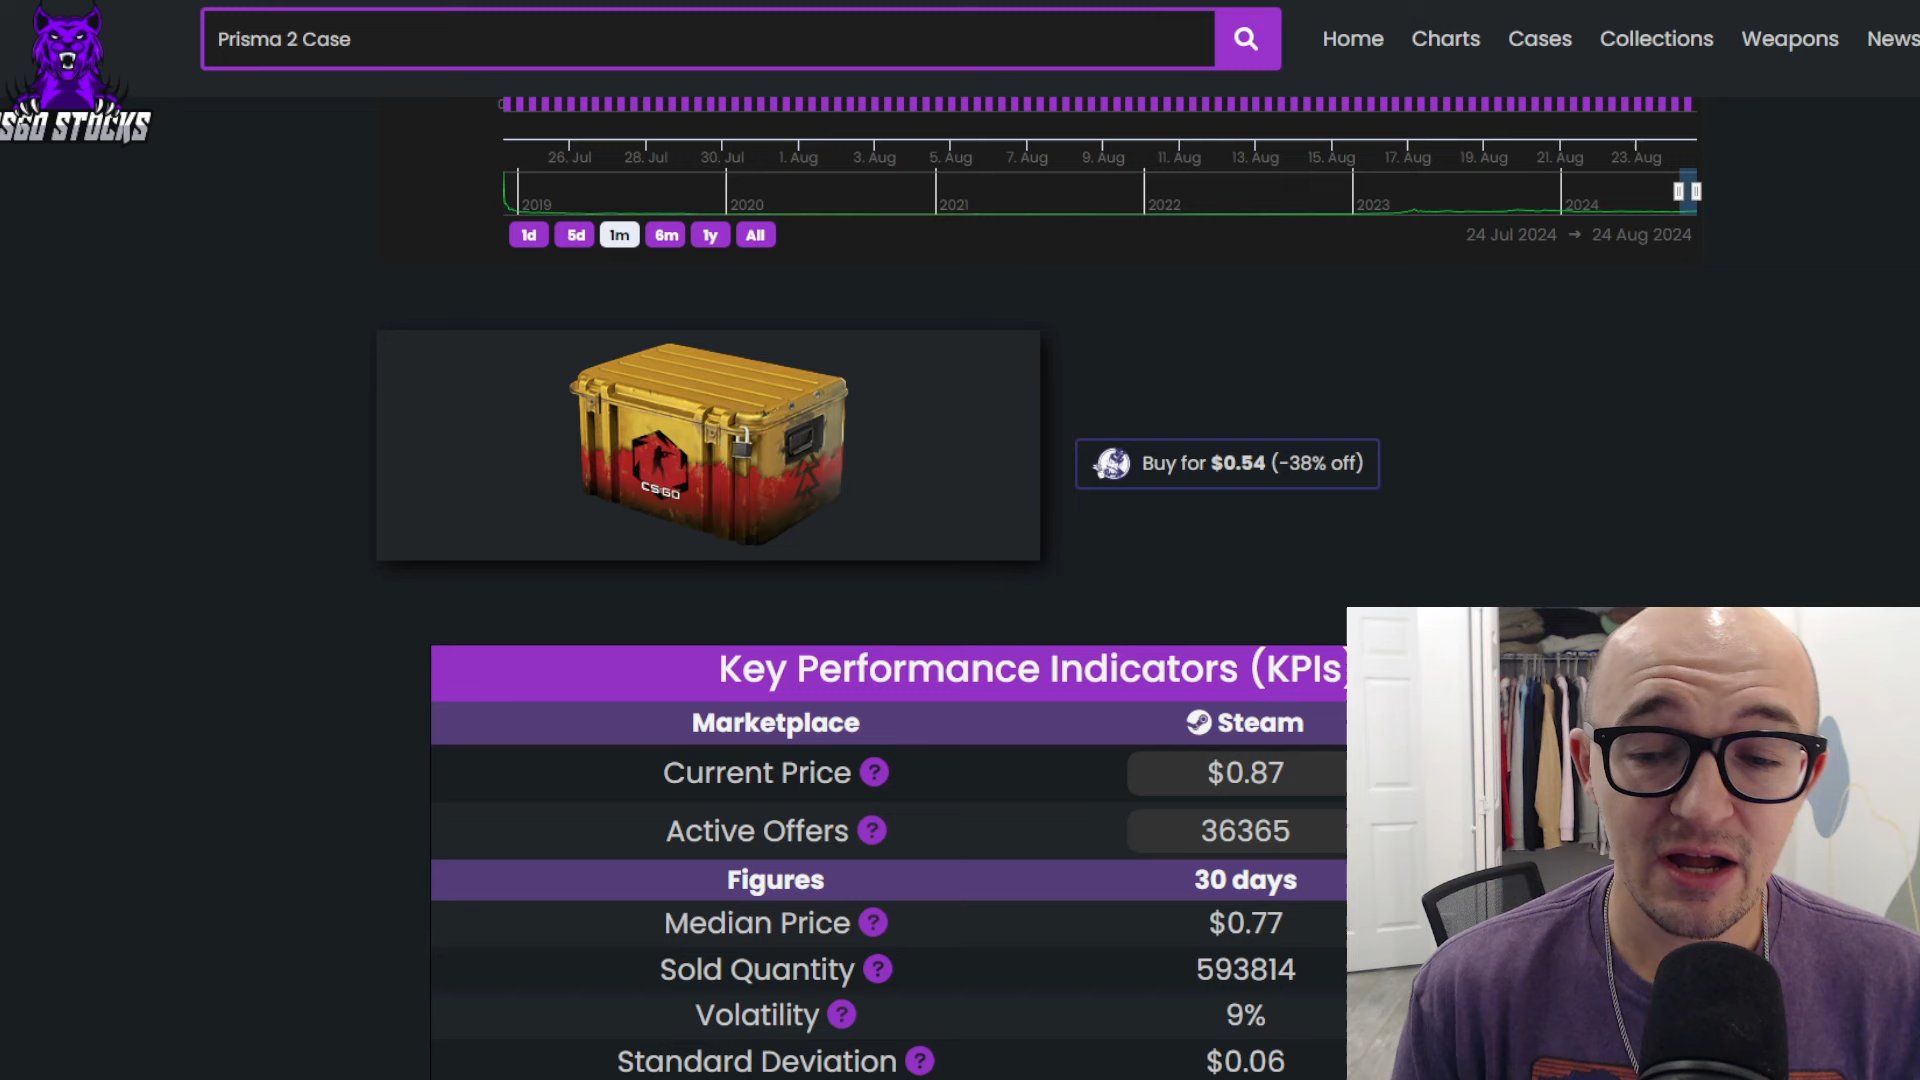 Prisma 2 Case
Home Charts Cases Collections Weapons News
CSGO STOCKS
26. Jul 28. Jul 30. Jul 1. Aug 3. Aug 5. Aug 7. Aug 9. Aug 11. Aug 13. Aug 15. Aug 17. Aug 19. Aug 21. Aug 23. Aug
2019 2020 2021 2022 2023 2024
1d 5d 1m 6m 1y All
24 Jul 2024 → 24 Aug 2024
CS:GO
Buy for $0.54 (-38% off)
Key Performance Indicators (KPIs)
Marketplace Steam
Current Price ? $0.87
Active Offers ? 36365
Figures 30 days
Median Price ? $0.77
Sold Quantity ? 593814
Volatility ? 9%
Standard Deviation ? $0.06